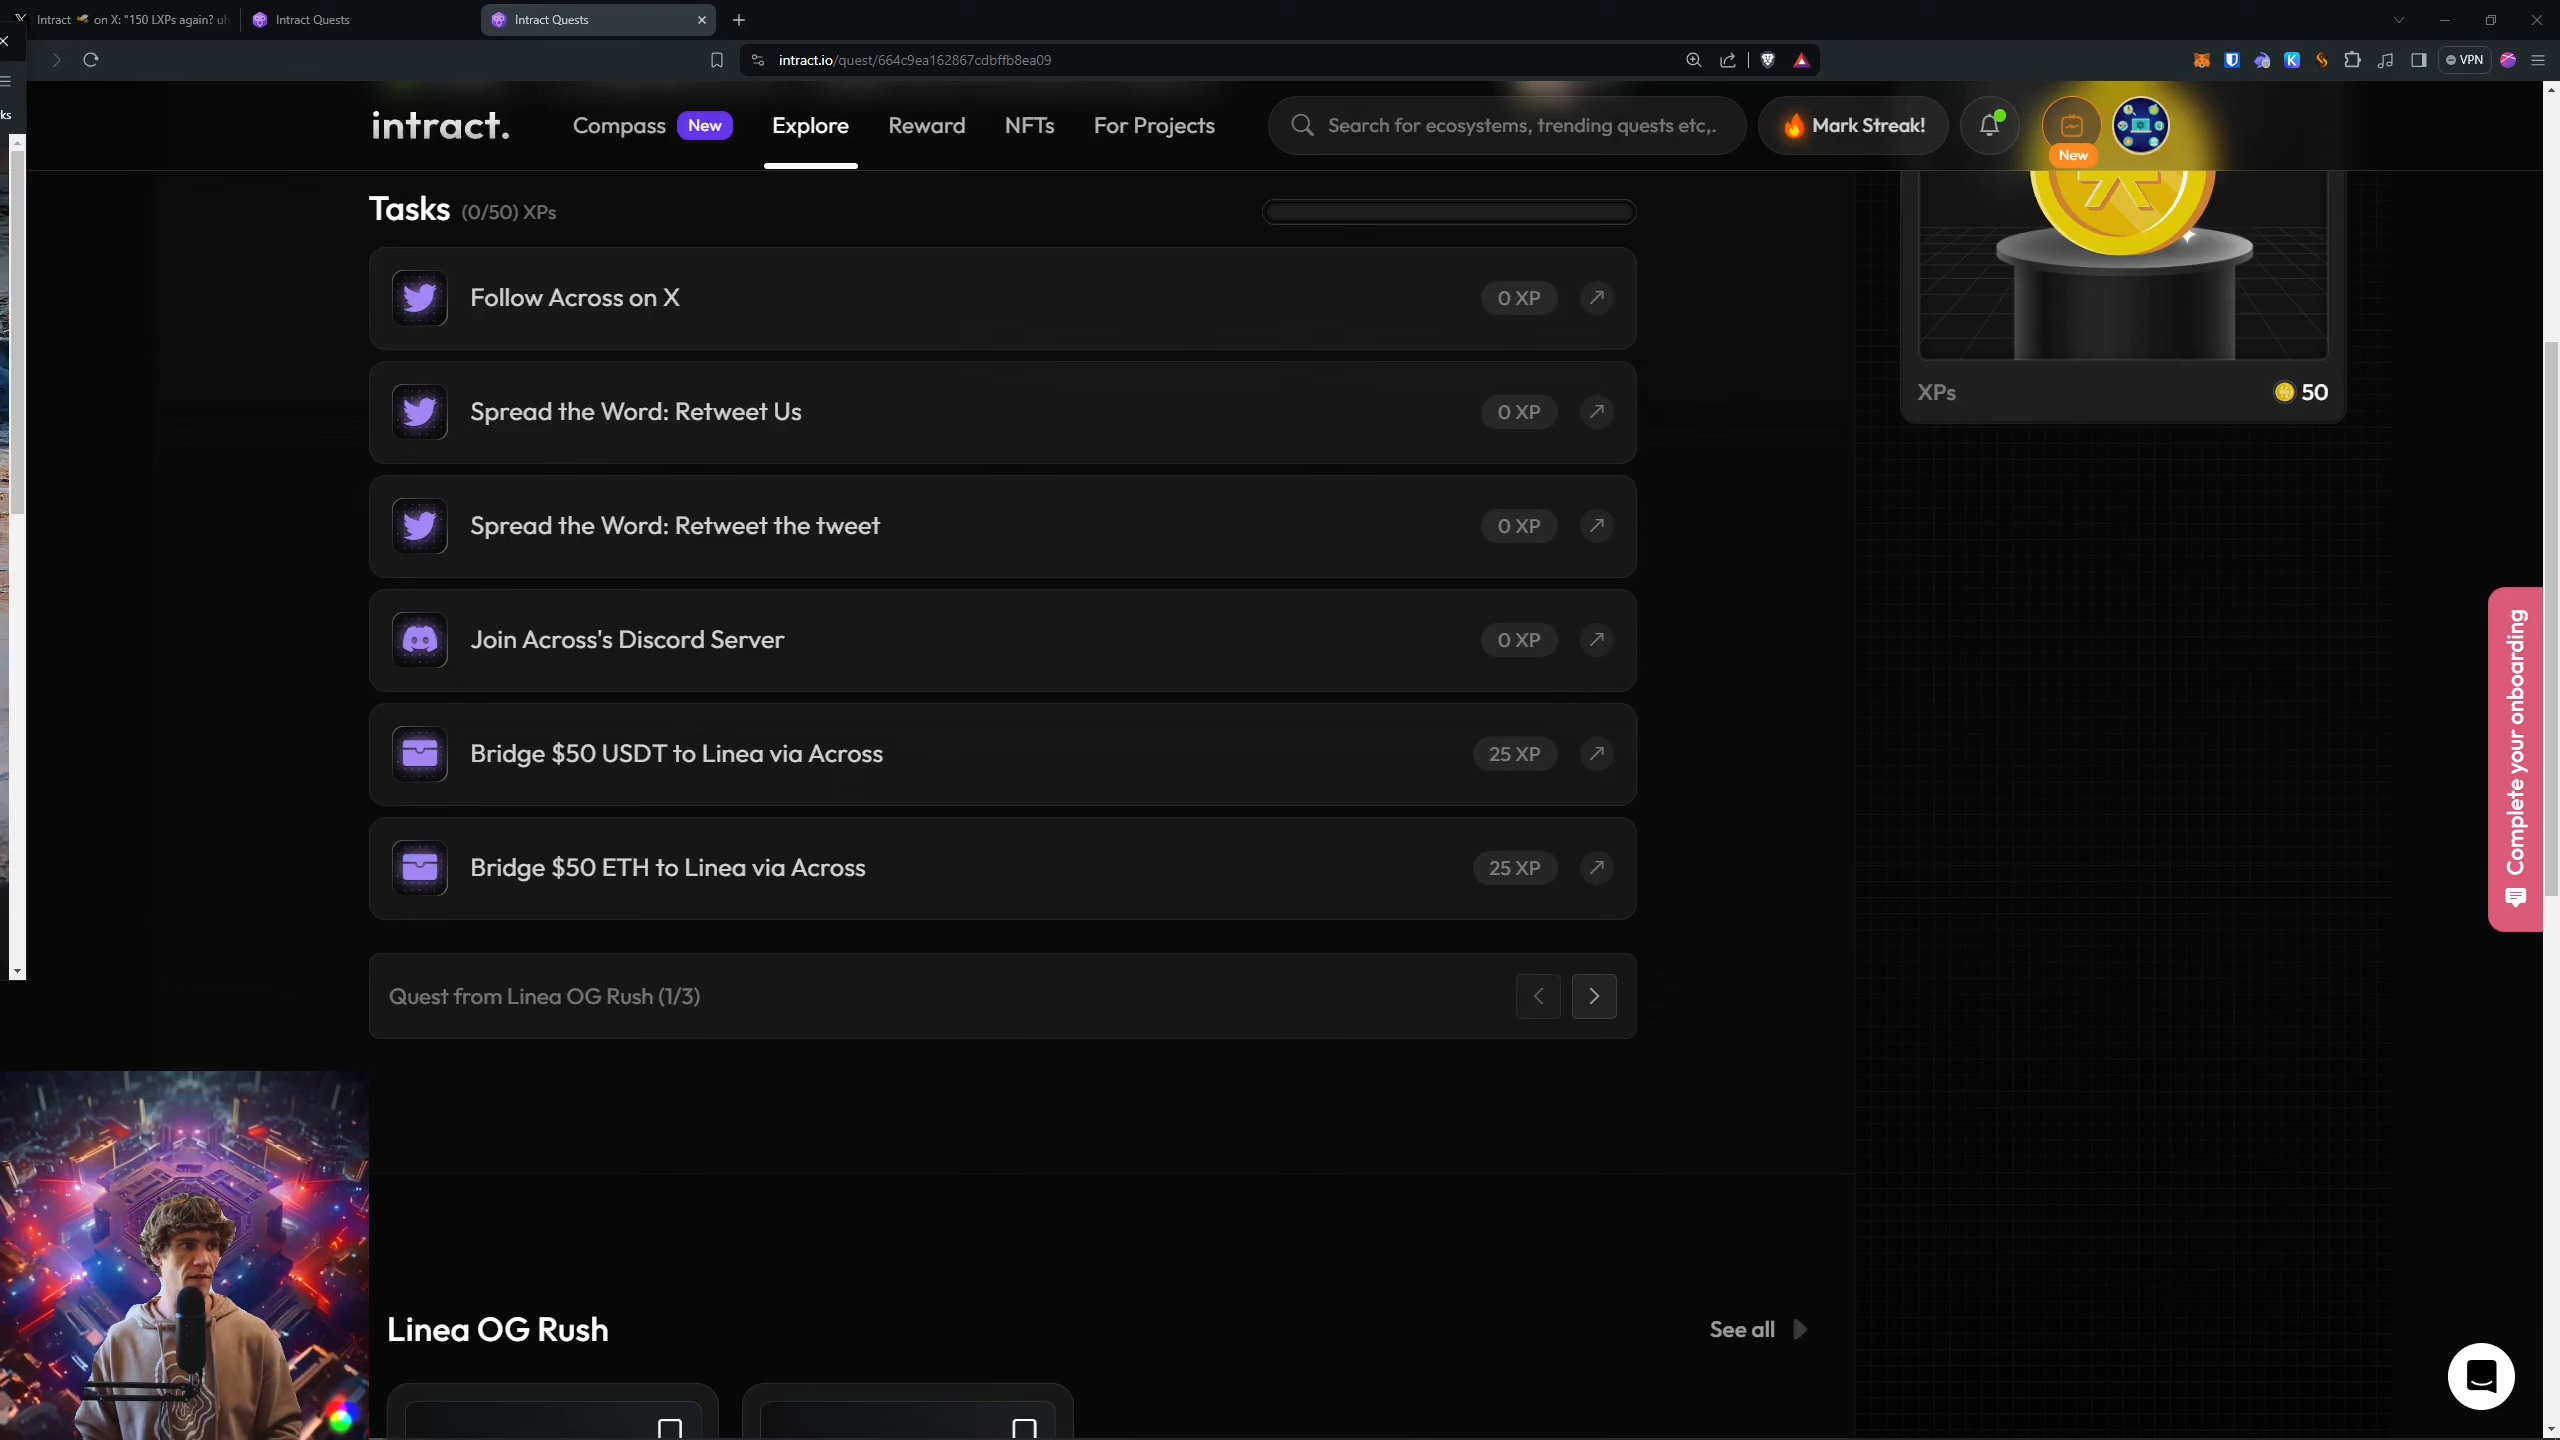 Intract on X: "150 LXPs again? uh
Intract Quests
Intract Quests
intract.io/quest/664c9ea162867cdbffb8ea09
VPN
ks
intract.
Compass
New
Explore
Reward
NFTs
For Projects
Search for ecosystems, trending quests etc,.
Mark Streak!
New
Tasks (0/50) XPs
Follow Across on X
0 XP
Spread the Word: Retweet Us
0 XP
Spread the Word: Retweet the tweet
0 XP
Join Across's Discord Server
0 XP
Bridge $50 USDT to Linea via Across
25 XP
Bridge $50 ETH to Linea via Across
25 XP
Quest from Linea OG Rush (1/3)
XPs
50
Complete your onboarding
Linea OG Rush
See all